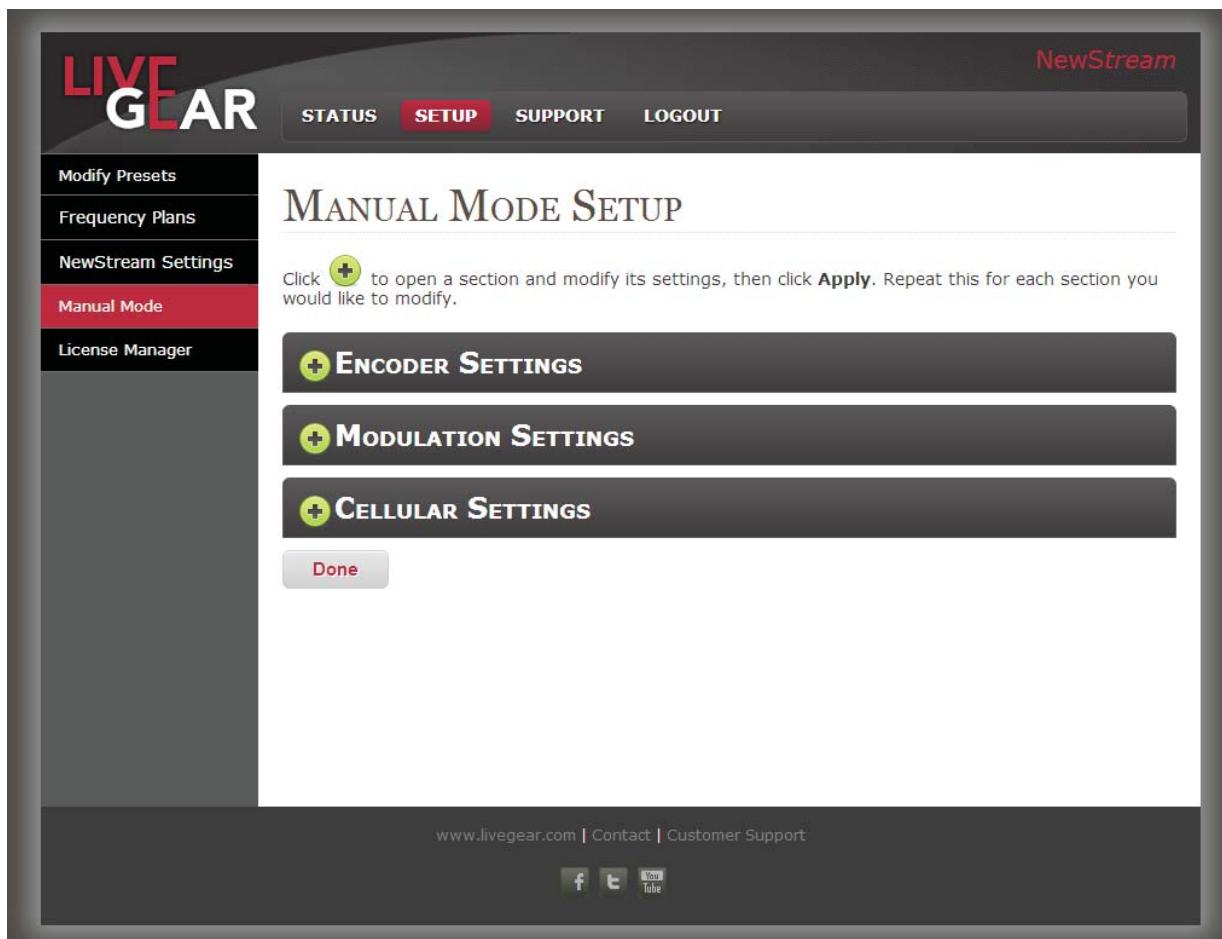 LIVE
GEAR
NewStream
STATUS SETUP SUPPORT LOGOUT
Modify Presets
Frequency Plans
NewStream Settings
Manual Mode
License Manager
MANUAL MODE SETUP
Click to open a section and modify its settings, then click Apply. Repeat this for each section you
would like to modify.
ENCODER SETTINGS
MODULATION SETTINGS
CELLULAR SETTINGS
Done
www.livegear.com | Contact | Customer Support
f t You
Tube